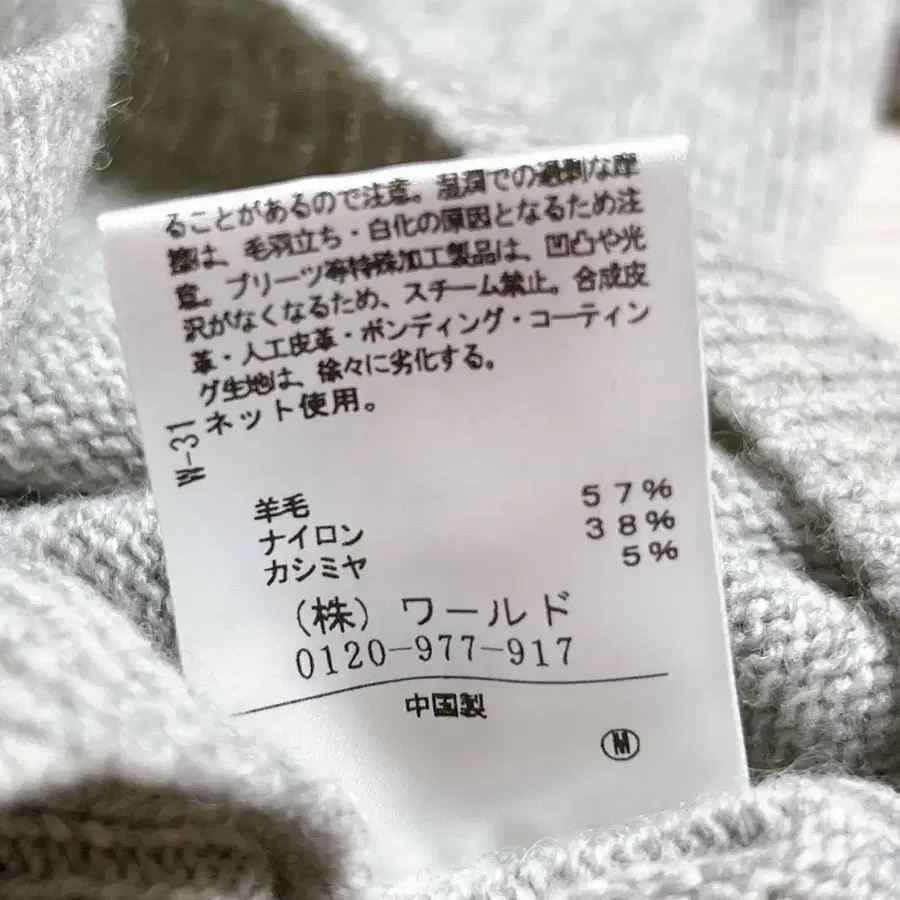 ることがあるので注意。湿潤での過剰な摩
擦は、毛羽立ち・白化の原因となるため注
意。プリーツ等特殊加工製品は、凹凸や光
沢がなくなるため、スチーム禁止。合成皮
革・人工皮革・ボンディング・コーティン
グ生地は、徐々に劣化する。
ネット使用。
W-31
羊毛 57%
ナイロン 38%
カシミヤ 5%
(株) ワールド
0120-977-917
中国製
M